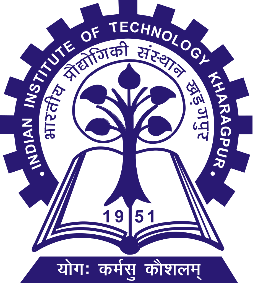 INDIAN INSTITUTE OF TECHNOLOGY KHARAGPUR
भारतीय प्रौद्योगिकी संस्थान खड़गपुर
1951
योगः कर्मसु कौशलम्